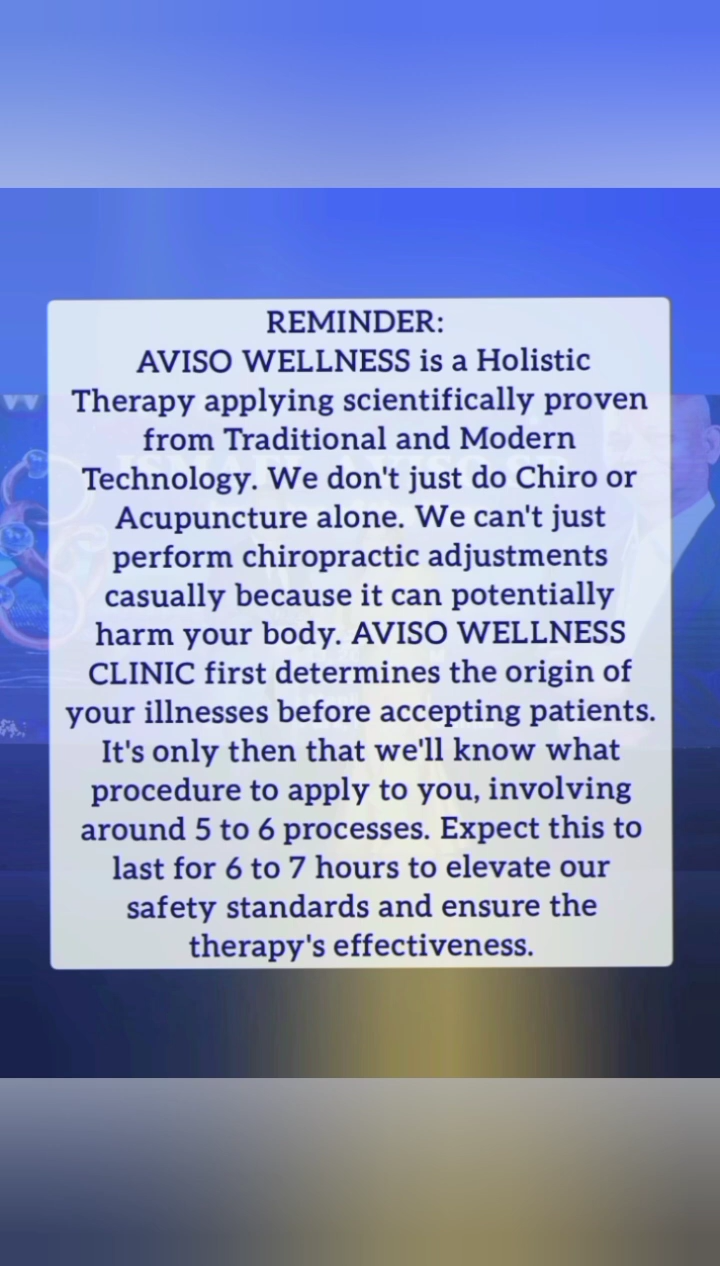 REMINDER:
AVISO WELLNESS is a Holistic
Therapy applying scientifically proven
from Traditional and Modern
Technology. We don't just do Chiro or
Acupuncture alone. We can't just
perform chiropractic adjustments
casually because it can potentially
harm your body. AVISO WELLNESS
CLINIC first determines the origin of
your illnesses before accepting patients.
It's only then that we'll know what
procedure to apply to you, involving
around 5 to 6 processes. Expect this to
last for 6 to 7 hours to elevate our
safety standards and ensure the
therapy's effectiveness.